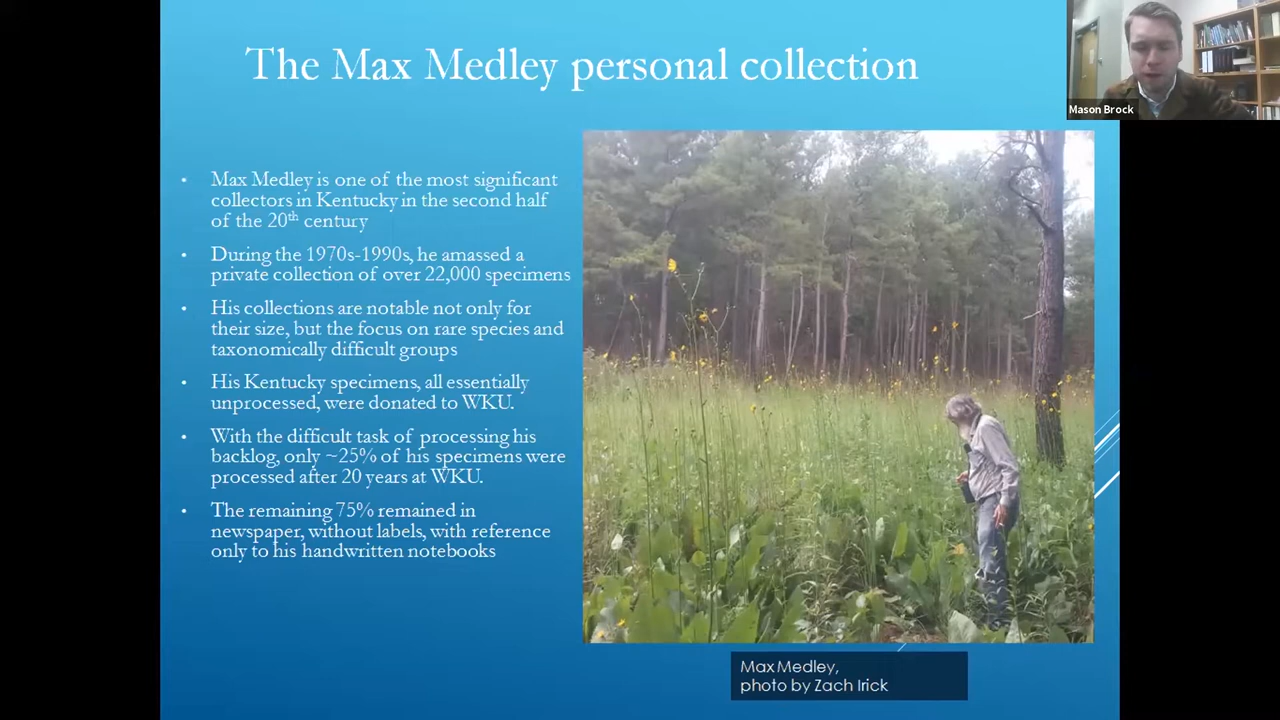 The Max Medley personal collection
Mason Brock
• Max Medley is one of the most significant
collectors in Kentucky in the second half
of the 20th century
• During the 1970s-1990s, he amassed a
private collection of over 22,000 specimens
• His collections are notable not only for
their size, but the focus on rare species and
taxonomically difficult groups
• His Kentucky specimens, all essentially
unprocessed, were donated to WKU.
• With the difficult task of processing his
backlog, only ~25% of his specimens were
processed after 20 years at WKU.
• The remaining 75% remained in
newspaper, without labels, with reference
only to his handwritten notebooks
Max Medley,
photo by Zach Irick